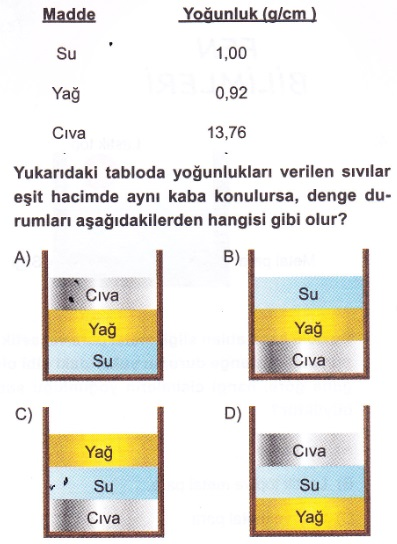 Madde Yoğunluk (g/cm )
Su 1,00
Yağ 0,92
Cıva 13,76
Yukarıdaki tabloda yoğunlukları verilen sıvılar
eşit hacimde aynı kaba konulursa, denge du-
rumları aşağıdakilerden hangisi gibi olur?
A)
Cıva
Yağ
Su
B)
Su
Yağ
Cıva
C)
Yağ
Su
Cıva
D)
Cıva
Su
Yağ